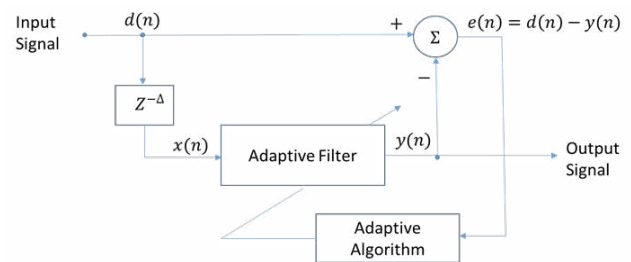 Input
Signal
d(n)
+
Σ
e(n) = d(n) − y(n)
−
Z^{−Δ}
x(n)
Adaptive Filter
y(n)
Output
Signal
Adaptive
Algorithm